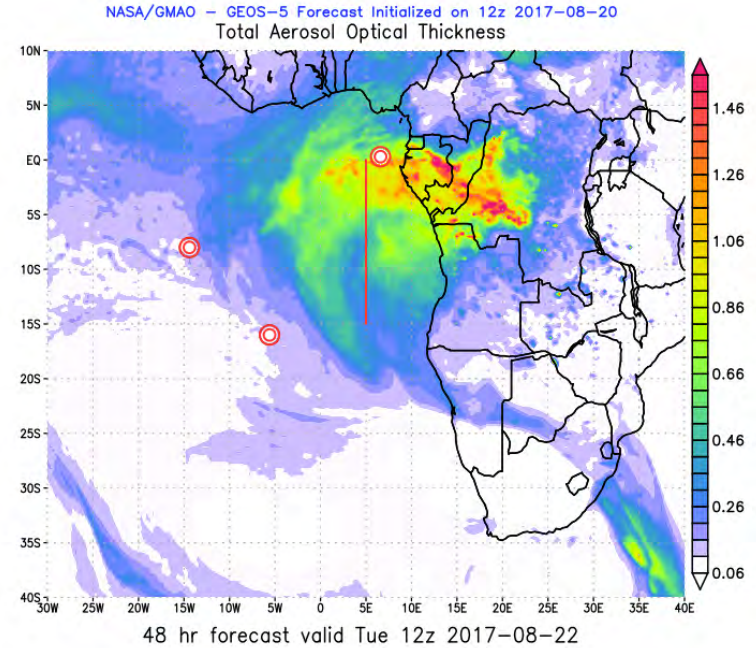 NASA/GMAO - GEOS-5 Forecast Initialized on 12z 2017-08-20
Total Aerosol Optical Thickness
10N
5N
EQ
5S
10S
15S
20S
25S
30S
35S
40S
30W 25W 20W 15W 10W 5W 0 5E 10E 15E 20E 25E 30E 35E 40E
1.46
1.26
1.06
0.86
0.66
0.46
0.26
0.06
48 hr forecast valid Tue 12z 2017-08-22